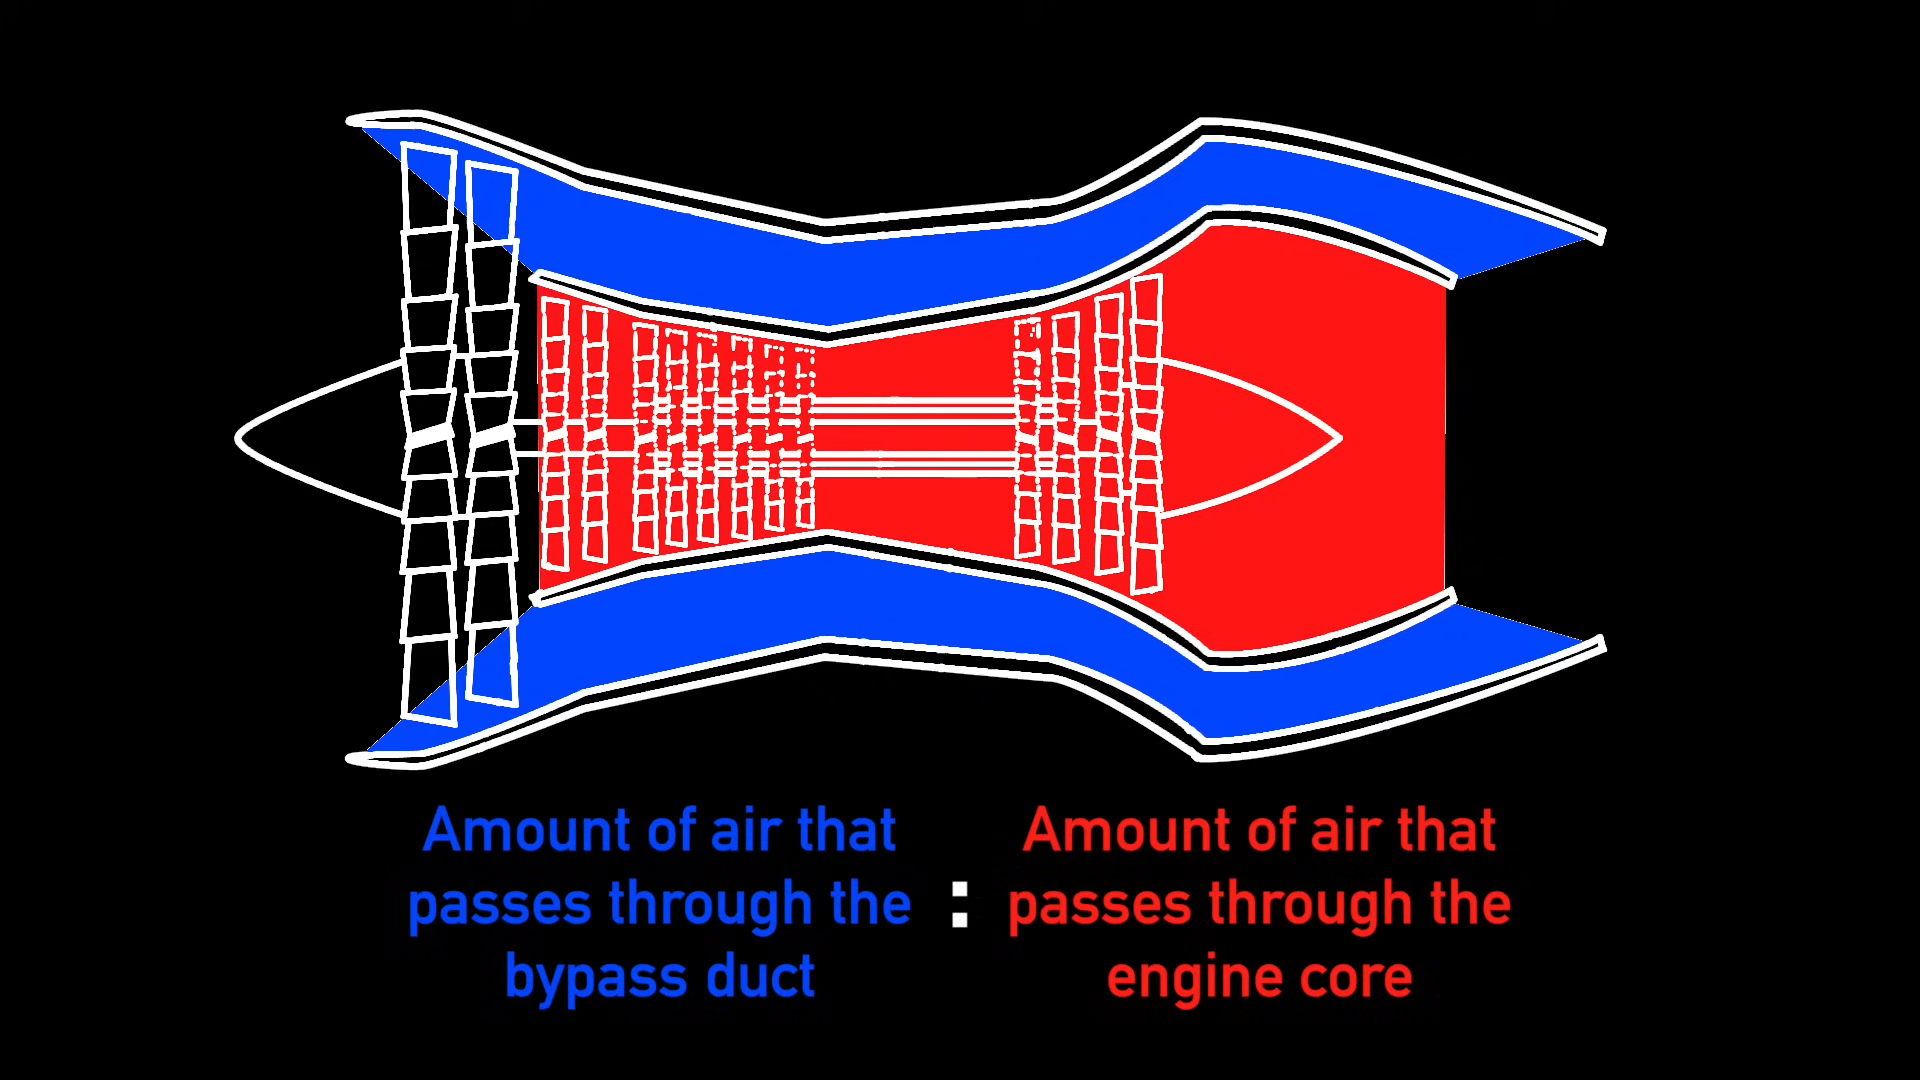 Amount of air that
passes through the
bypass duct
:
Amount of air that
passes through the
engine core